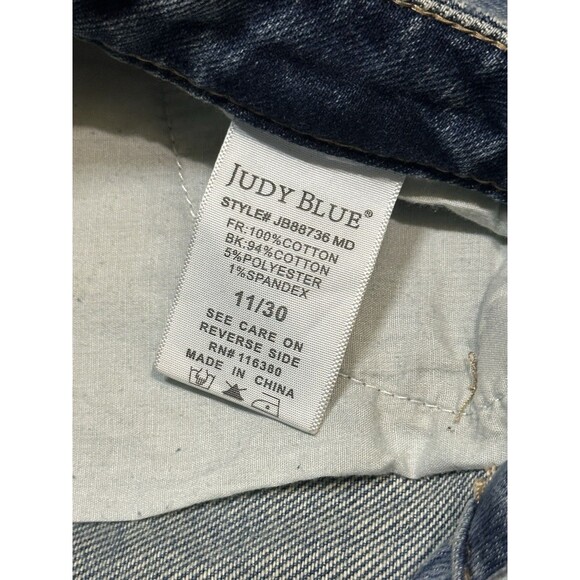 JUDY BLUE®
STYLE# JB88736 MD
FR:100%COTTON
BK:94%COTTON
5%POLYESTER
1%SPANDEX
11/30
SEE CARE ON
REVERSE SIDE
RN# 116380
MADE IN CHINA